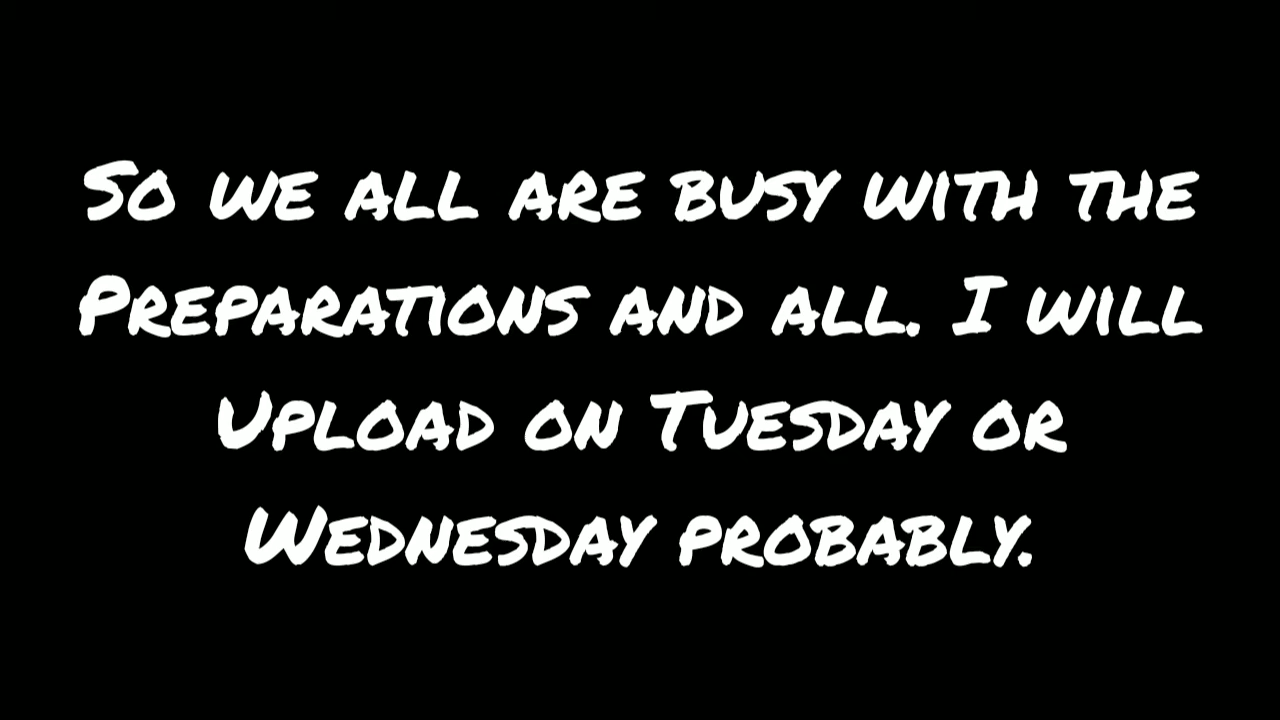 So we all are busy with the
Preparations and all. I will
Upload on Tuesday or
Wednesday probably.